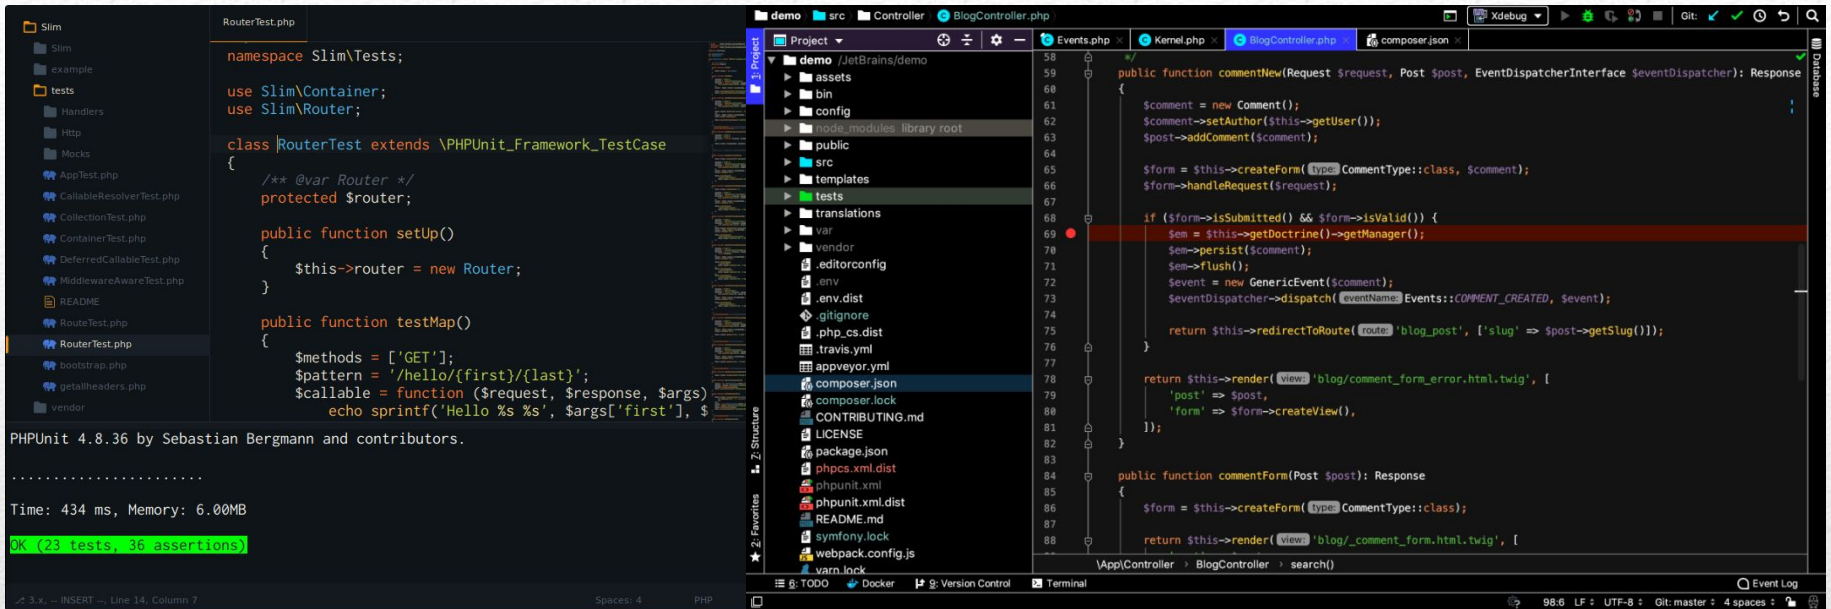 Slim
Slim
example
tests
Handlers
Http
Mocks
AppTest.php
CallableResolverTest.php
CollectionTest.php
ContainerTest.php
DeferredCallableTest.php
MiddlewareAwareTest.php
README
RouteTest.php
RouterTest.php
bootstrap.php
getallheaders.php
vendor
RouterTest.php
namespace Slim\Tests;
use Slim\Container;
use Slim\Router;
class RouterTest extends \PHPUnit_Framework_TestCase
{
/** @var Router */
protected $router;
public function setUp()
{
$this->router = new Router;
}
public function testMap()
{
$methods = ['GET'];
$pattern = '/hello/{first}/{last}';
$callable = function ($request, $response, $args)
echo sprintf('Hello %s %s', $args['first'], $
PHPUnit 4.8.36 by Sebastian Bergmann and contributors.
.......................
Time: 434 ms, Memory: 6.00MB
OK (23 tests, 36 assertions)
3.x, -- INSERT --, Line 14, Column 7
Spaces: 4
PHP
demo
src
Controller
BlogController.php
Xdebug
Git:
1: Project
Z: Structure
2: Favorites
Project
demo /JetBrains/demo
assets
bin
config
node_modules library root
public
src
templates
tests
translations
var
vendor
.editorconfig
.env
.env.dist
.gitignore
.php_cs.dist
.travis.yml
appveyor.yml
composer.json
composer.lock
CONTRIBUTING.md
LICENSE
package.json
phpcs.xml.dist
phpunit.xml
phpunit.xml.dist
README.md
symfony.lock
webpack.config.js
yarn.lock
Events.php
Kernel.php
BlogController.php
composer.json
58 */
59 public function commentNew(Request $request, Post $post, EventDispatcherInterface $eventDispatcher): Response
60 {
61 $comment = new Comment();
62 $comment->setAuthor($this->getUser());
63 $post->addComment($comment);
64
65 $form = $this->createForm( type: CommentType::class, $comment);
66 $form->handleRequest($request);
67
68 if ($form->isSubmitted() && $form->isValid()) {
69 $em = $this->getDoctrine()->getManager();
70 $em->persist($comment);
71 $em->flush();
72 $event = new GenericEvent($comment);
73 $eventDispatcher->dispatch( eventName: Events::COMMENT_CREATED, $event);
74
75 return $this->redirectToRoute( route: 'blog_post', ['slug' => $post->getSlug()]);
76 }
77
78 return $this->render( view: 'blog/comment_form_error.html.twig', [
79 'post' => $post,
80 'form' => $form->createView(),
81 ]);
82 }
83
84 public function commentForm(Post $post): Response
85 {
86 $form = $this->createForm( type: CommentType::class);
87
88 return $this->render( view: 'blog/_comment_form.html.twig', [
\App\Controller › BlogController › search()
Database
6: TODO
Docker
9: Version Control
Terminal
Event Log
98:6 LF UTF-8 Git: master 4 spaces